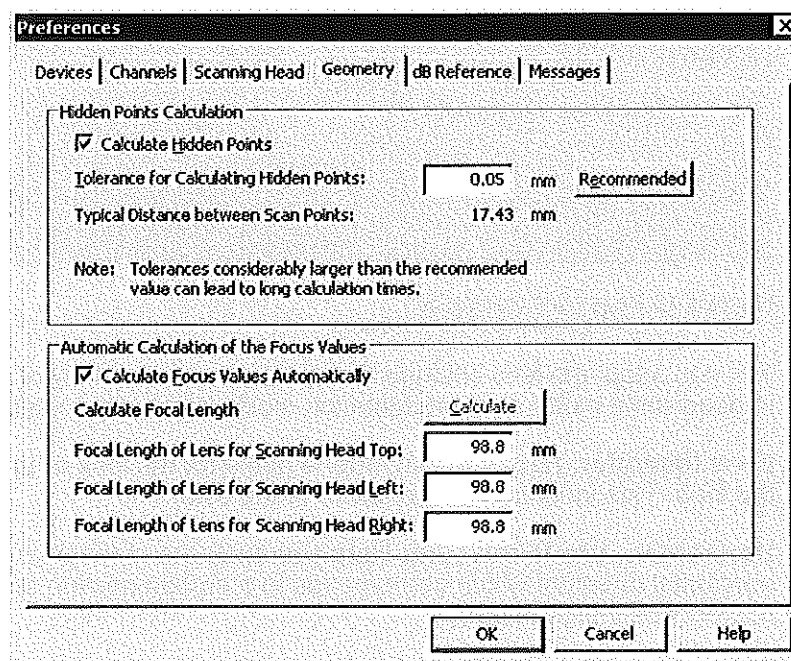 Preferences
Devices Channels Scanning Head Geometry dB Reference Messages
Hidden Points Calculation
Calculate Hidden Points
Tolerance for Calculating Hidden Points: 0.05 mm Recommended
Typical Distance between Scan Points: 17.43 mm
Note: Tolerances considerably larger than the recommended
value can lead to long calculation times.
Automatic Calculation of the Focus Values
Calculate Focus Values Automatically
Calculate Focal Length Calculate
Focal Length of Lens for Scanning Head Top: 98.8 mm
Focal Length of Lens for Scanning Head Left: 98.8 mm
Focal Length of Lens for Scanning Head Right: 98.8 mm
OK Cancel Help